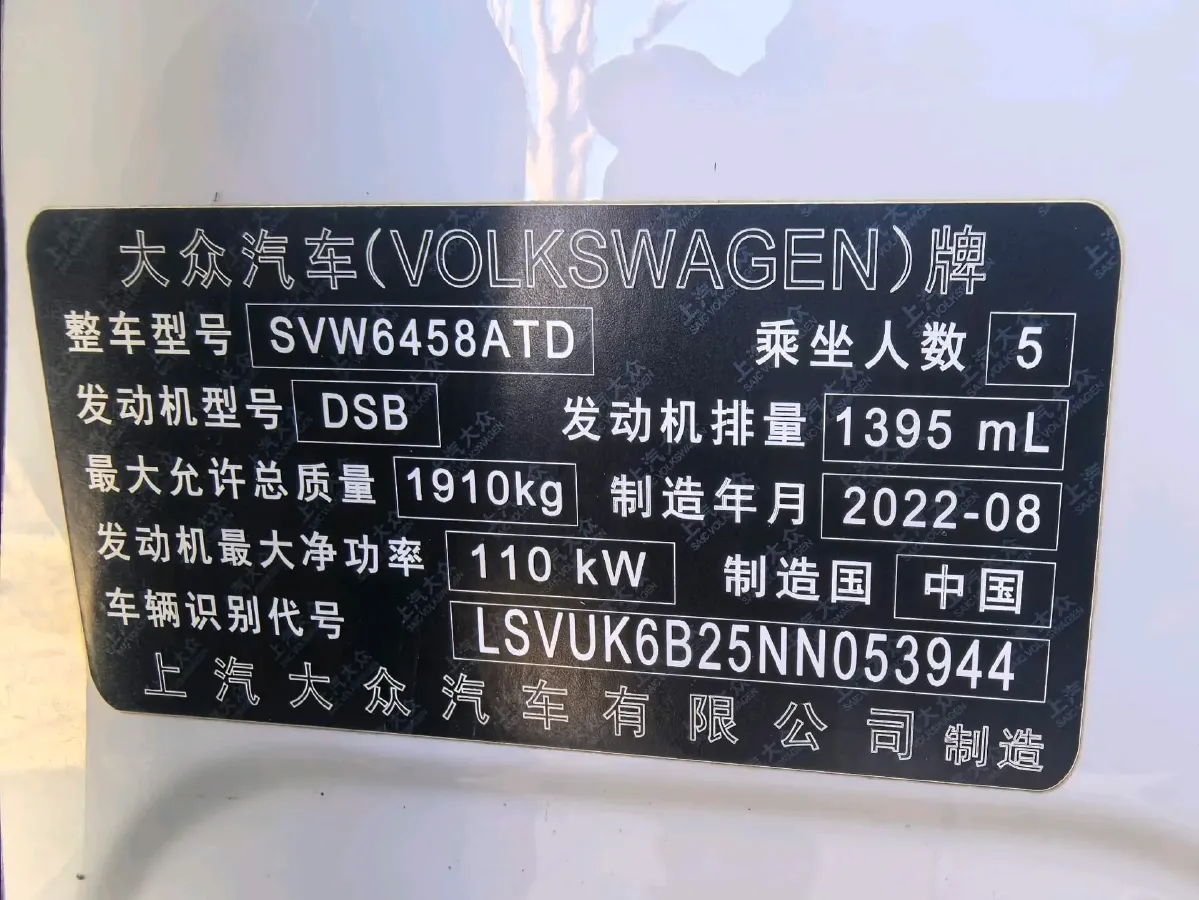 大众汽车(VOLKSWAGEN)牌
整车型号 SVW6458ATD 乘坐人数 5
发动机型号 DSB 发动机排量 1395 mL
最大允许总质量 1910kg 制造年月 2022-08
发动机最大净功率 110 kW 制造国 中国
车辆识别代号 LSVUK6B25NN053944
上汽大众汽车有限公司 制造